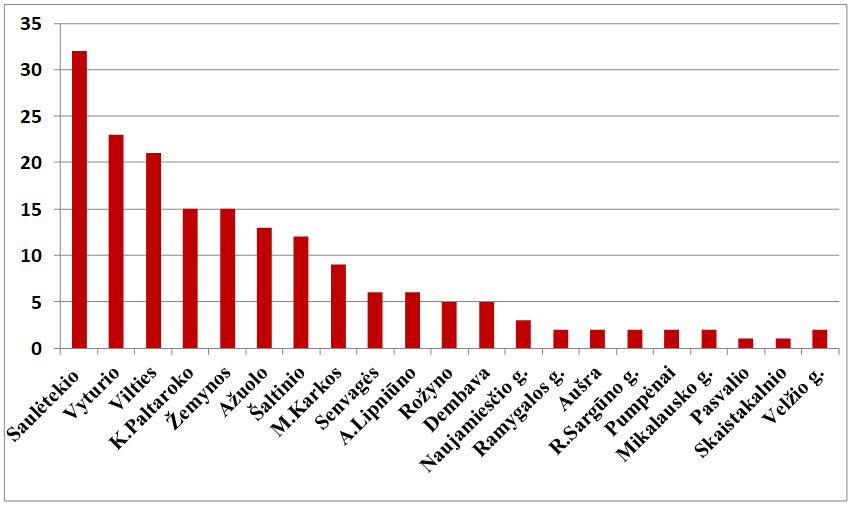 35
30
25
20
15
10
5
0
Saulėtekio
Vyturio
Vilties
K.Paltaroko
Žemynos
Ažuolo
Šaltinio
M.Karkos
Senvagės
A.Lipniūno
Rožyno
Dembava
Naujamiesčio g.
Ramygalos g.
Aušra
R.Sargūno g.
Pumpėnai
Mikalausko g.
Pasvalio
Skaistakalnio
Velžio g.